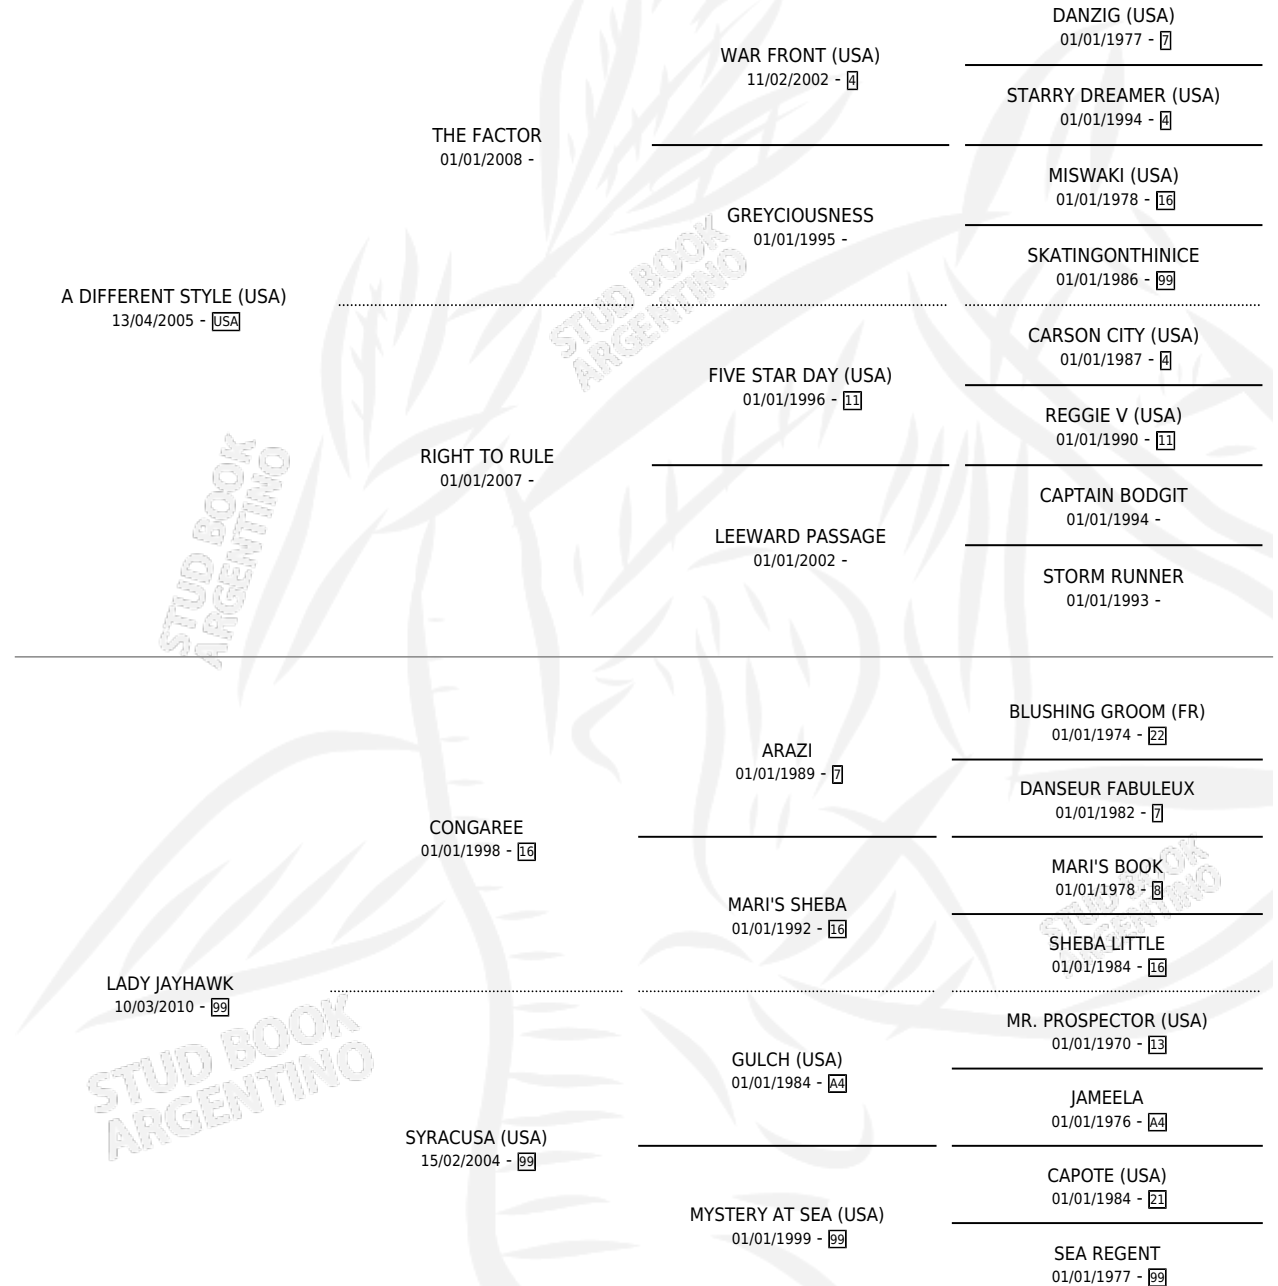 DANZIG (USA)
01/01/1977 - 7
WAR FRONT (USA)
11/02/2002 - 4
STARRY DREAMER (USA)
01/01/1994 - 4
THE FACTOR
01/01/2008 -
MISWAKI (USA)
01/01/1978 - 16
GREYCIOUSNESS
01/01/1995 -
SKATINGONTHINICE
01/01/1986 - 99
A DIFFERENT STYLE (USA)
13/04/2005 - USA
CARSON CITY (USA)
01/01/1987 - 4
FIVE STAR DAY (USA)
01/01/1996 - 11
REGGIE V (USA)
01/01/1990 - 11
RIGHT TO RULE
01/01/2007 -
CAPTAIN BODGIT
01/01/1994 -
LEEWARD PASSAGE
01/01/2002 -
STORM RUNNER
01/01/1993 -
STUD BOOK
ARGENTINO
STUD BOOK
ARGENTINO
BLUSHING GROOM (FR)
01/01/1974 - 22
ARAZI
01/01/1989 - 7
DANSEUR FABULEUX
01/01/1982 - 7
CONGAREE
01/01/1998 - 16
MARI'S BOOK
01/01/1978 - 8
MARI'S SHEBA
01/01/1992 - 16
SHEBA LITTLE
01/01/1984 - 16
LADY JAYHAWK
10/03/2010 - 99
MR. PROSPECTOR (USA)
01/01/1970 - 13
GULCH (USA)
01/01/1984 - A4
JAMEELA
01/01/1976 - A4
SYRACUSA (USA)
15/02/2004 - 99
CAPOTE (USA)
01/01/1984 - 21
MYSTERY AT SEA (USA)
01/01/1999 - 99
SEA REGENT
01/01/1977 - 99
STUD BOOK
ARGENTINO
STUD BOOK
ARGENTINO